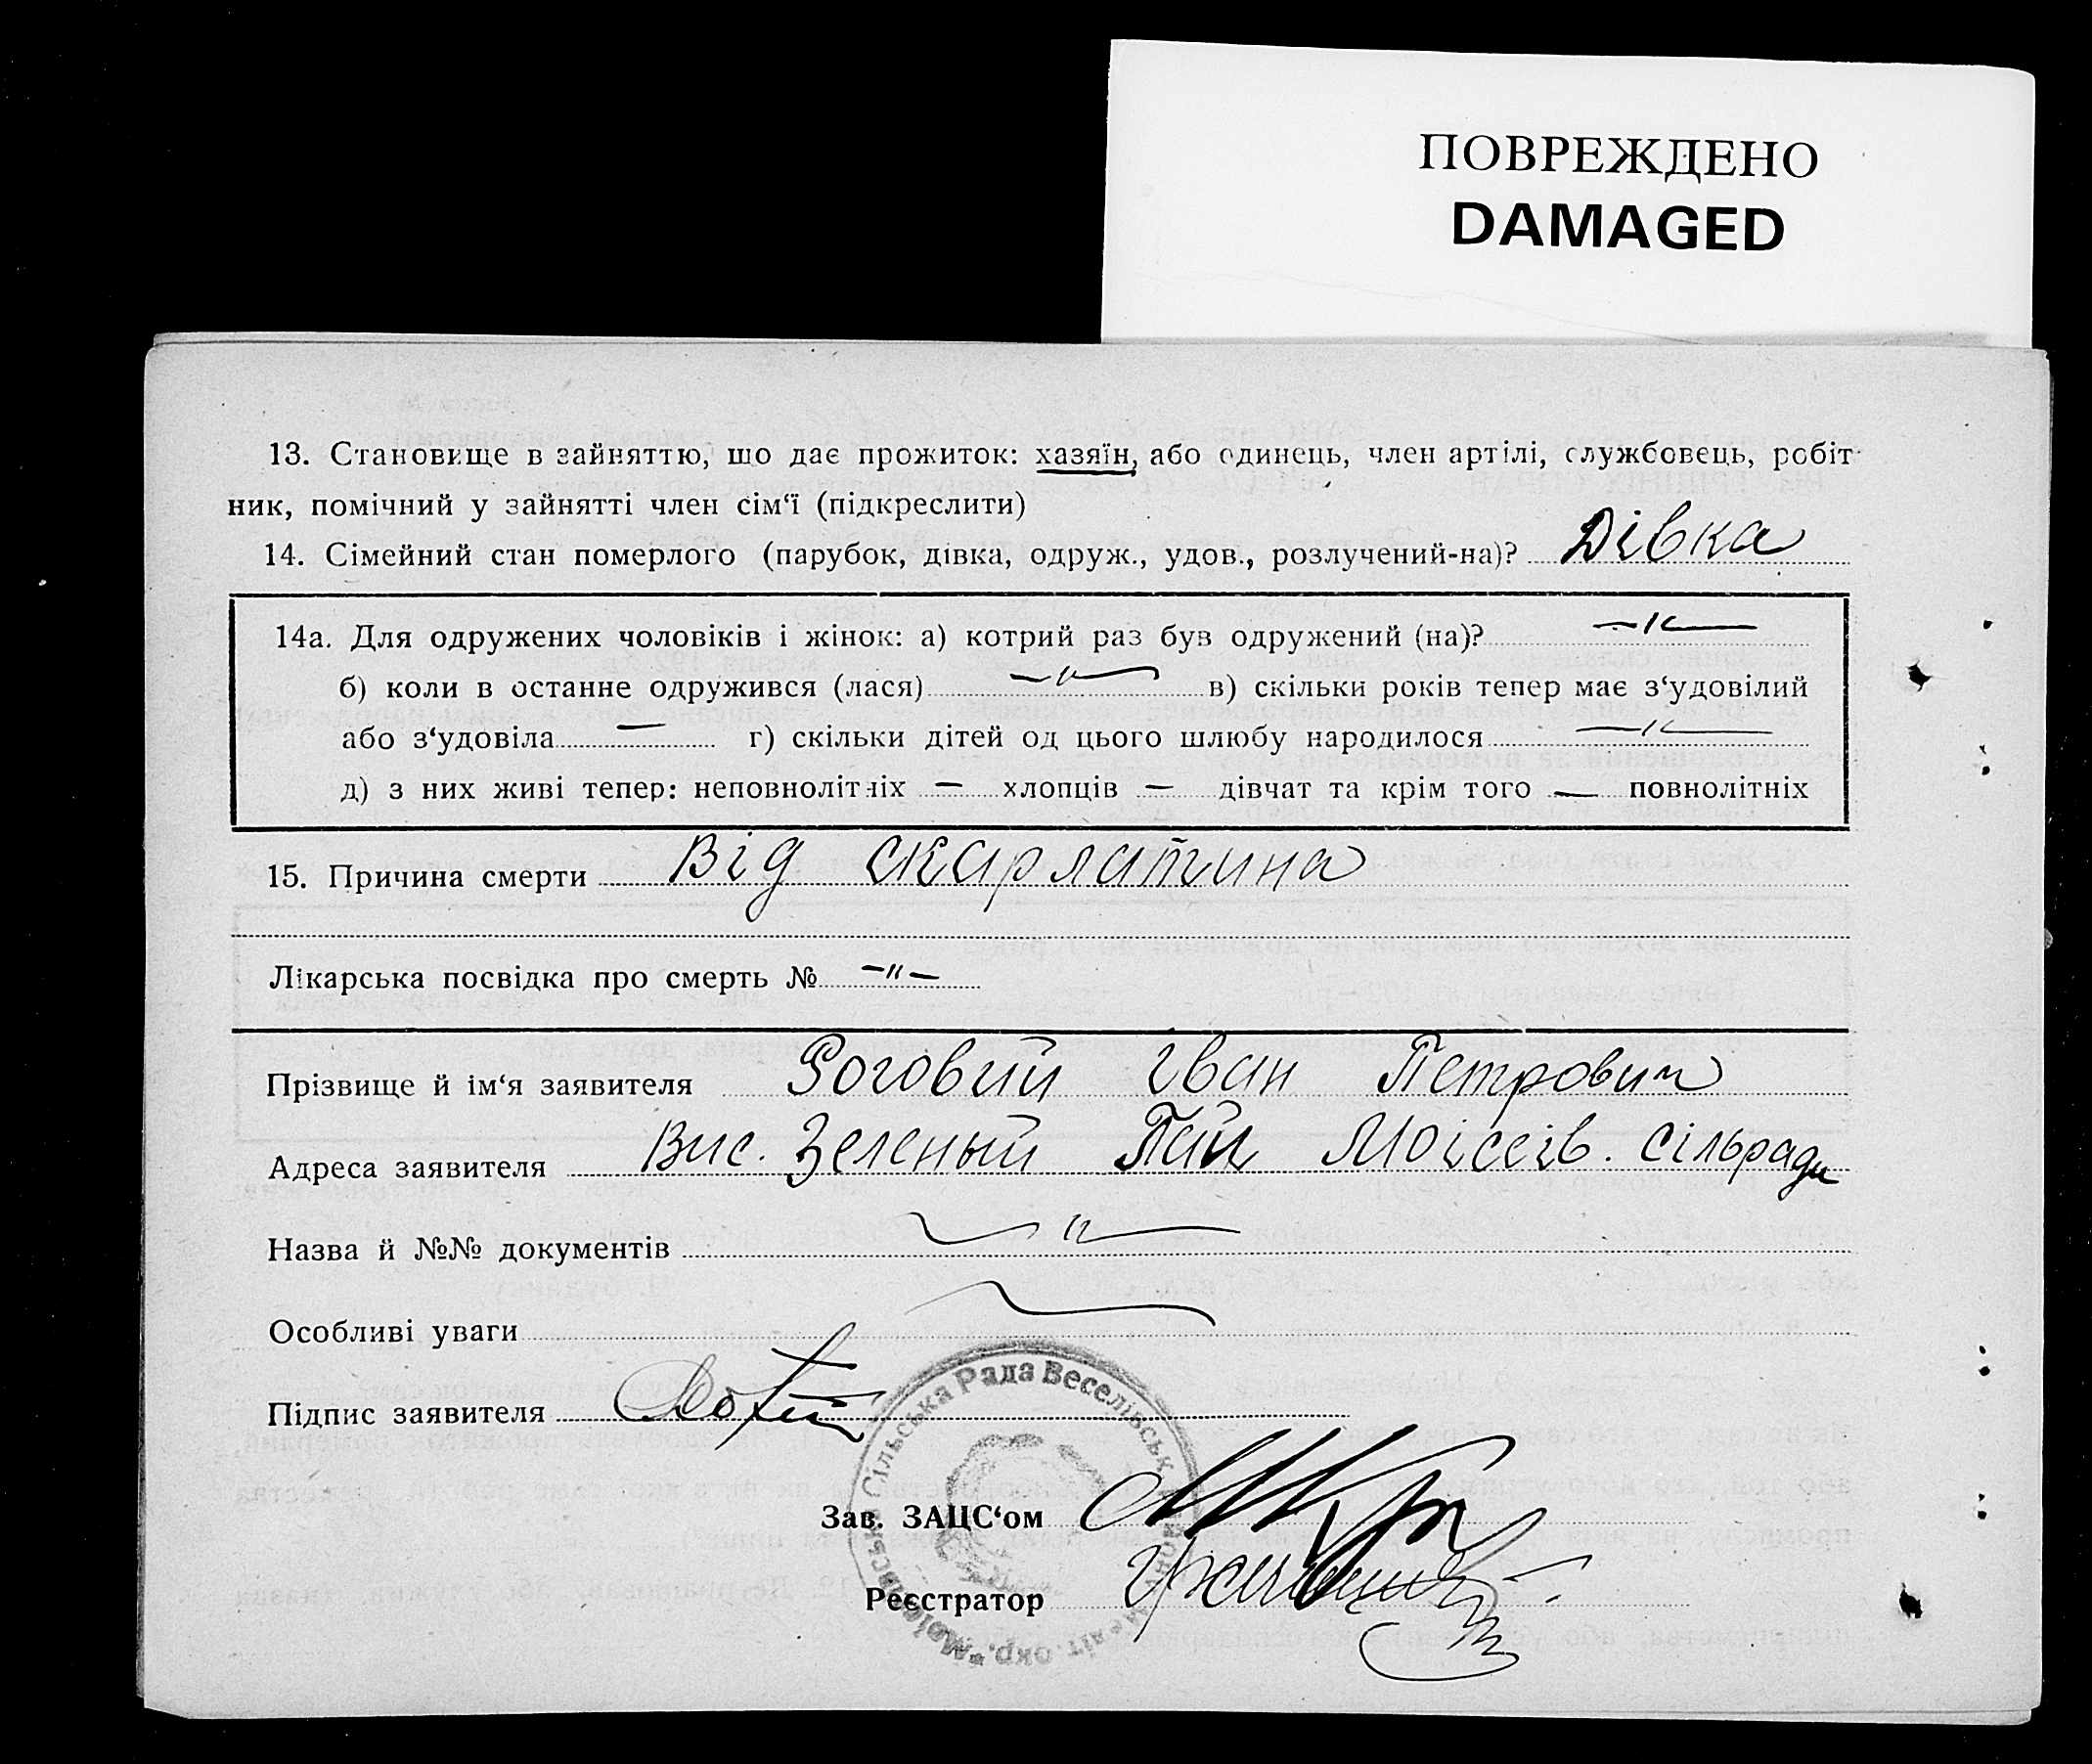 ПОВРЕЖДЕНО
DAMAGED
13. Становище в зайняттю, що дає прожиток: хазяїн, або одинець, член артілі, службовець, робіт-
ник, помічний у зайнятті член сім‘ї (підкреслити)
14. Сімейний стан померлого (парубок, дівка, одруж., удов., розлучений-на)? Дівка
14а. Для одружених чоловіків і жінок: а) котрий раз був одружений (на)? —"—
б) коли в останне одружився (лася) —"— в) скільки років тепер має з‘удовілий
або з‘удовіла — г) скільки дітей од цього шлюбу народилося —"—
д) з них живі тепер: неповнолітніх — хлопців — дівчат та крім того — повнолітніх
15. Причина смерти Від скарлатина
Лікарська посвідка про смерть № —"—
Прізвище й ім‘я заявителя Роговий Іван Петрович
Адреса заявителя Вис. Зеленый Гай Моісеів. сільради
Назва й №№ документів —"—
Особливі уваги —
Підпис заявителя
Сільська Рада Веселівськ
Зав. ЗАЦС‘ом
Реєстратор